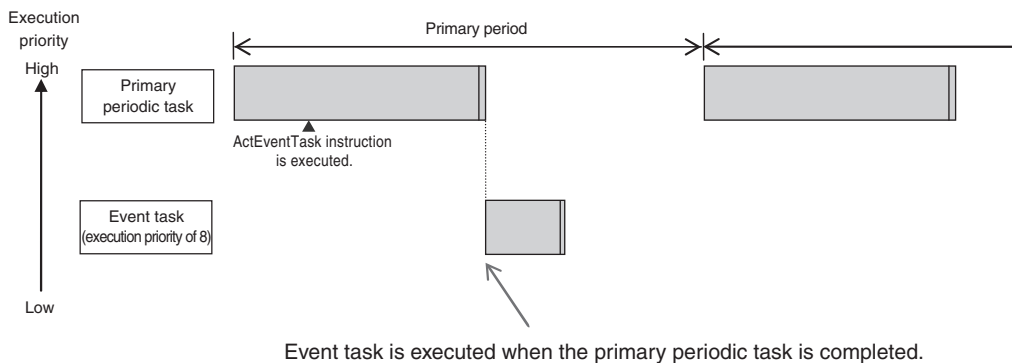 Execution
priority
High
Primary period
Primary
periodic task
ActEventTask instruction
is executed.
Event task
(execution priority of 8)
Low
Event task is executed when the primary periodic task is completed.